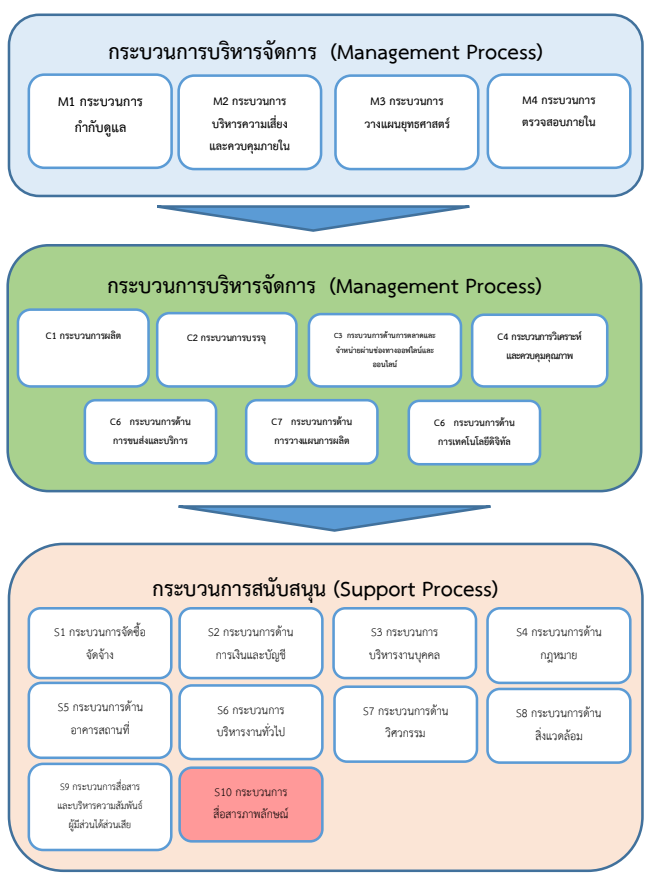 กระบวนการบริหารจัดการ (Management Process)
M1 กระบวนการ
กำกับดูแล
M2 กระบวนการ
บริหารความเสี่ยง
และควบคุมภายใน
M3 กระบวนการ
วางแผนยุทธศาสตร์
M4 กระบวนการ
ตรวจสอบภายใน
กระบวนการบริหารจัดการ (Management Process)
C1 กระบวนการผลิต
C2 กระบวนการบรรจุ
C3 กระบวนการด้านการตลาดและ
จำหน่ายผ่านช่องทางออฟไลน์และ
ออนไลน์
C4 กระบวนการวิเคราะห์
และควบคุมคุณภาพ
C6 กระบวนการด้าน
การขนส่งและบริการ
C7 กระบวนการด้าน
การวางแผนการผลิต
C6 กระบวนการด้าน
การเทคโนโลยีดิจิทัล
กระบวนการสนับสนุน (Support Process)
S1 กระบวนการจัดซื้อ
จัดจ้าง
S2 กระบวนการด้าน
การเงินและบัญชี
S3 กระบวนการ
บริหารงานบุคคล
S4 กระบวนการด้าน
กฎหมาย
S5 กระบวนการด้าน
อาคารสถานที่
S6 กระบวนการ
บริหารงานทั่วไป
S7 กระบวนการด้าน
วิศวกรรม
S8 กระบวนการด้าน
สิ่งแวดล้อม
S9 กระบวนการสื่อสาร
และบริหารความสัมพันธ์
ผู้มีส่วนได้ส่วนเสีย
S10 กระบวนการ
สื่อสารภาพลักษณ์